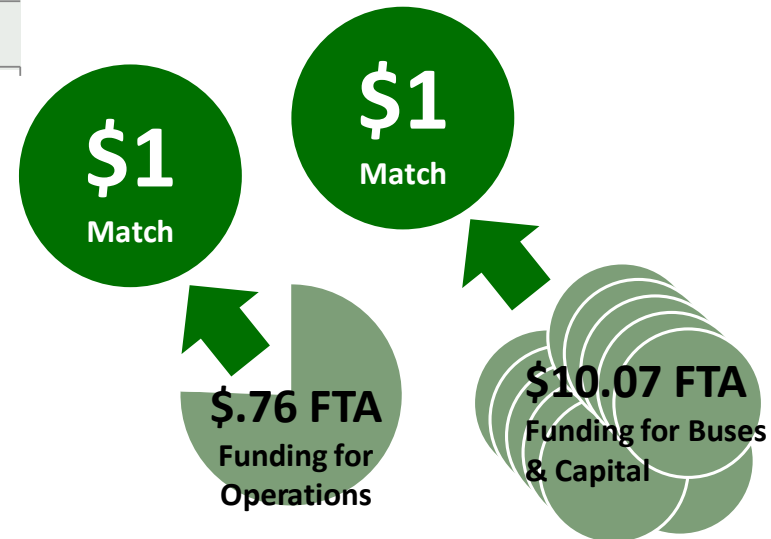 $1
Match
$1
Match
$.76 FTA
Funding for
Operations
$10.07 FTA
Funding for Buses
& Capital